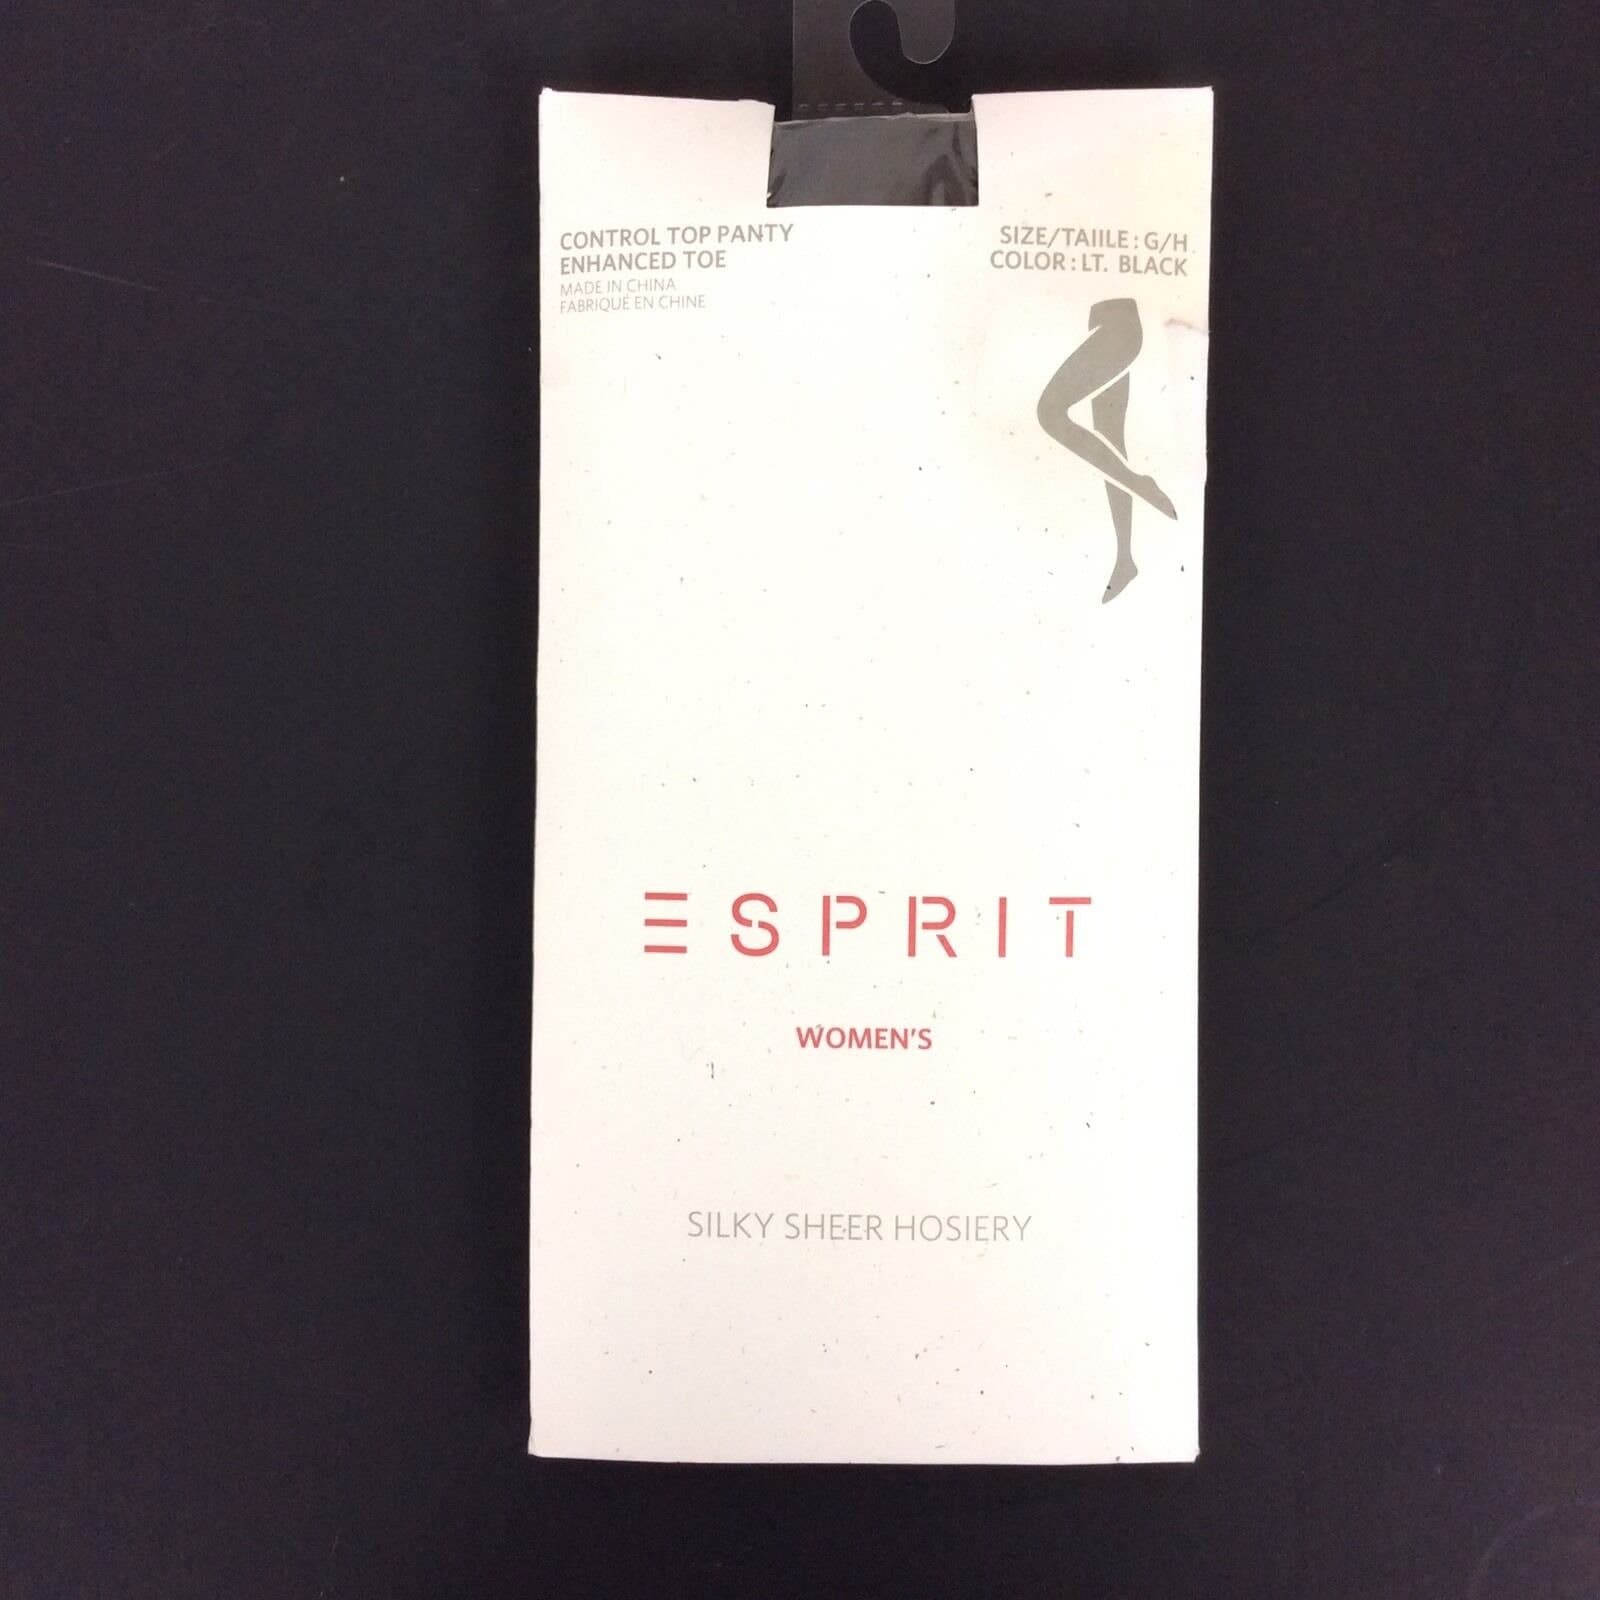 CONTROL TOP PANTY
ENHANCED TOE
MADE IN CHINA
FABRIQUÉ EN CHINE
SIZE/TAIILE : G/H
COLOR : LT. BLACK
ESPRIT
WOMEN'S
SILKY SHEER HOSIERY